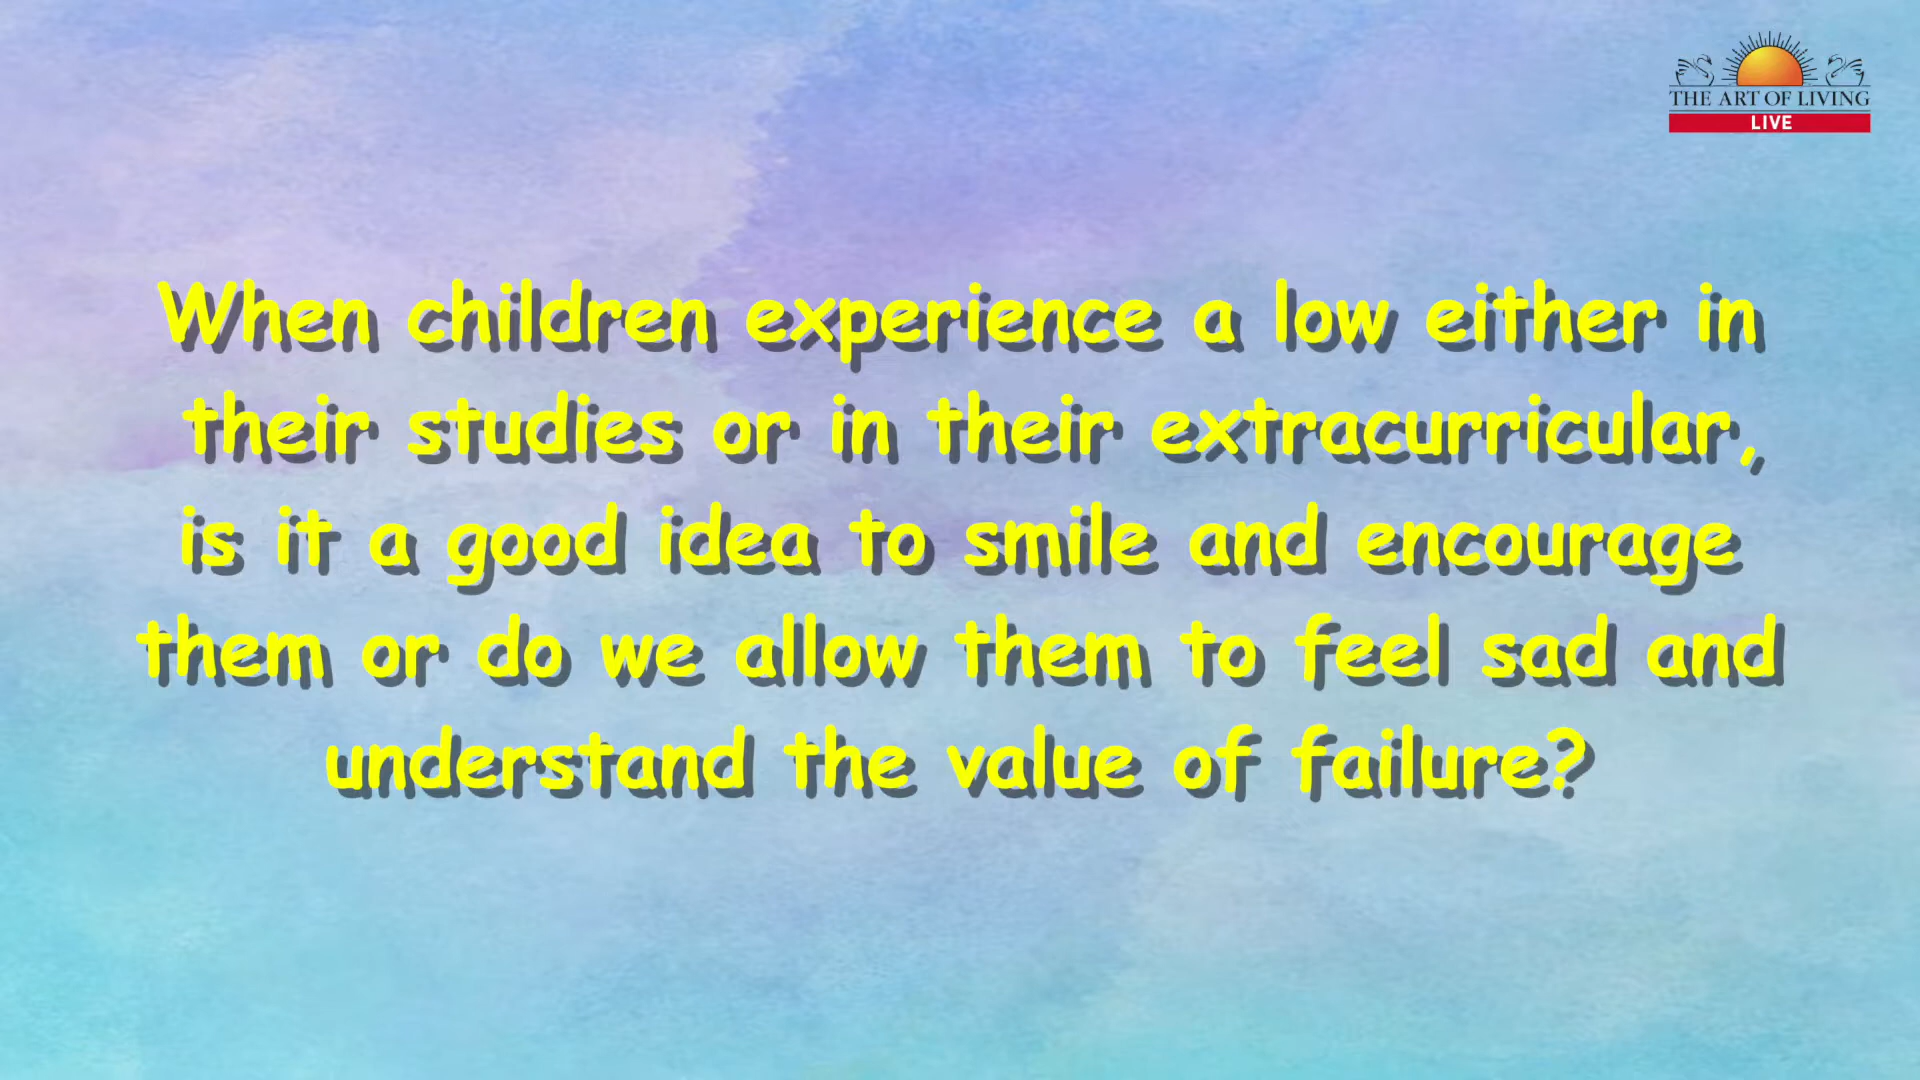 THE ART OF LIVING
LIVE
When children experience a low either in
their studies or in their extracurricular,
is it a good idea to smile and encourage
them or do we allow them to feel sad and
understand the value of failure?